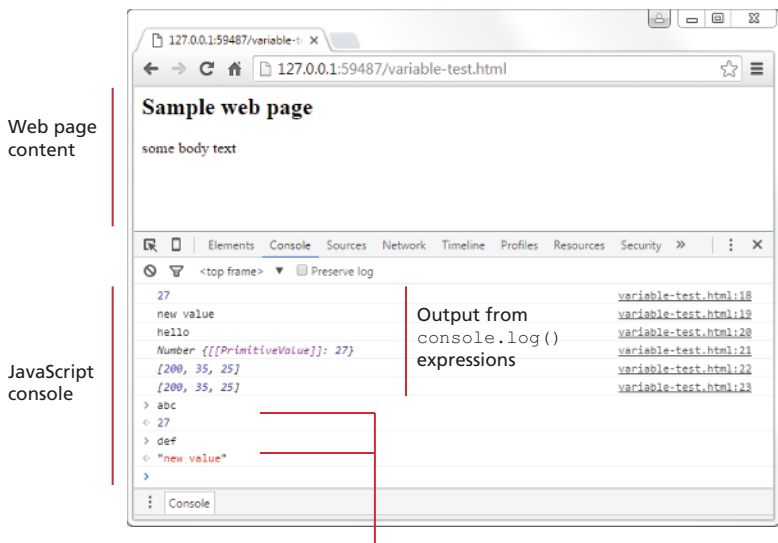 127.0.0.1:59487/variable-t
127.0.0.1:59487/variable-test.html
Web page
content
Sample web page
some body text
Elements Console Sources Network Timeline Profiles Resources Security »
<top frame> ▼ Preserve log
JavaScript
console
27 variable-test.html:18
new value variable-test.html:19
hello variable-test.html:20
Number {[[PrimitiveValue]]: 27} variable-test.html:21
[200, 35, 25] variable-test.html:22
[200, 35, 25] variable-test.html:23
Output from
console.log()
expressions
> abc
< 27
> def
< "new value"
>
Console